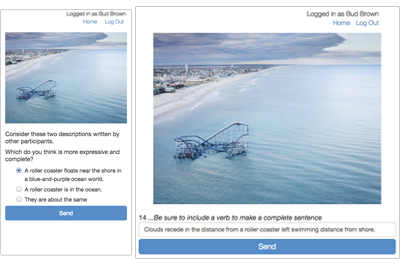 Logged in as Bud Brown
Home Log Out
Consider these two descriptions written by
other participants.
Which do you think is more expressive and
complete?
A roller coaster floats near the shore in
a blue-and-purple ocean world.
A roller coaster is in the ocean.
They are about the same
Send
Logged in as Bud Brown
Home Log Out
14 ...Be sure to include a verb to make a complete sentence
Clouds recede in the distance from a roller coaster left swimming distance from shore.
Send